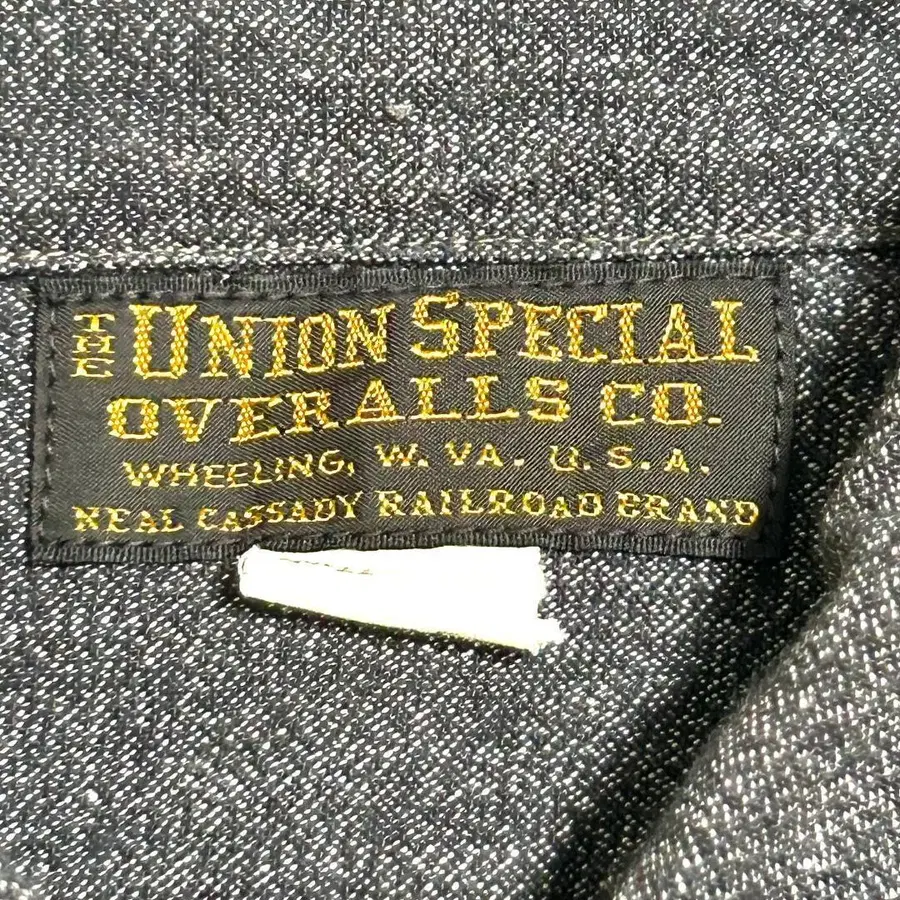 THE UNION SPECIAL
OVERALLS CO.
WHEELING, W. VA. U. S. A.
NEAL CASSADY RAILROAD BRAND